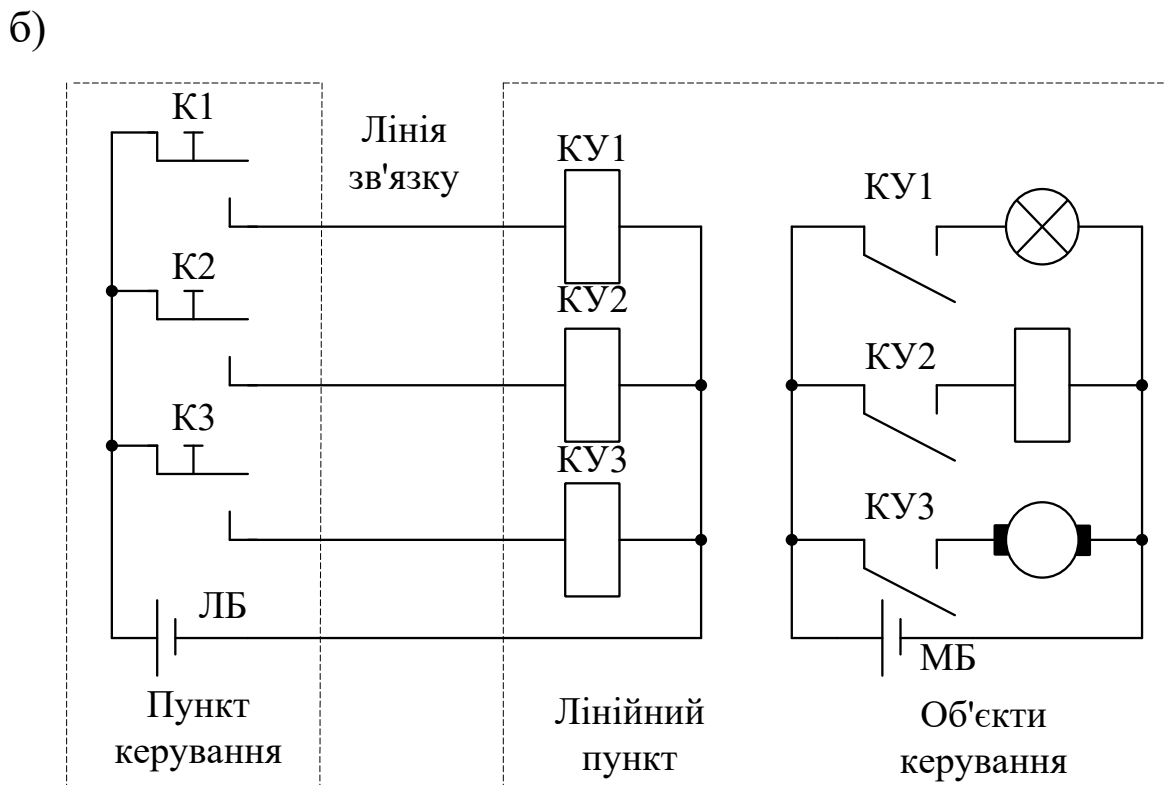 б)
К1
Лінія
зв'язку
КУ1
КУ1
К2
КУ2
КУ2
К3
КУ3
КУ3
ЛБ
МБ
Пункт
керування
Лінійний
пункт
Об'єкти
керування